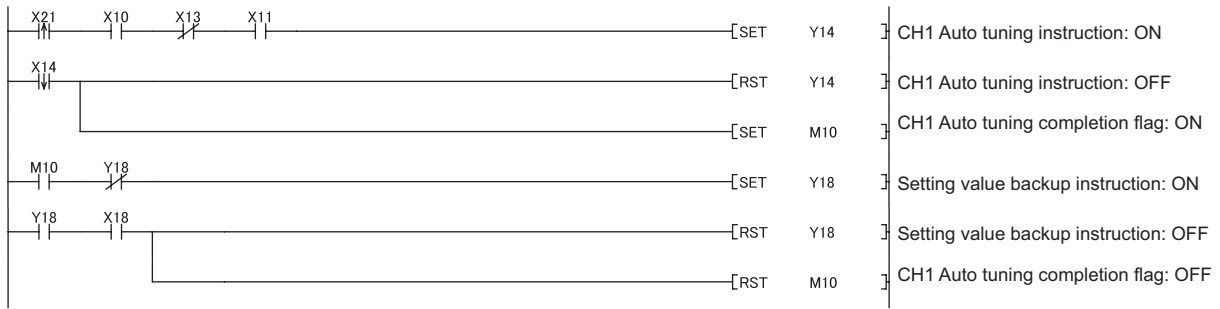 X21 X10 X13 X11
SET Y14 CH1 Auto tuning instruction: ON
X14
RST Y14 CH1 Auto tuning instruction: OFF
SET M10 CH1 Auto tuning completion flag: ON
M10 Y18
SET Y18 Setting value backup instruction: ON
Y18 X18
RST Y18 Setting value backup instruction: OFF
RST M10 CH1 Auto tuning completion flag: OFF